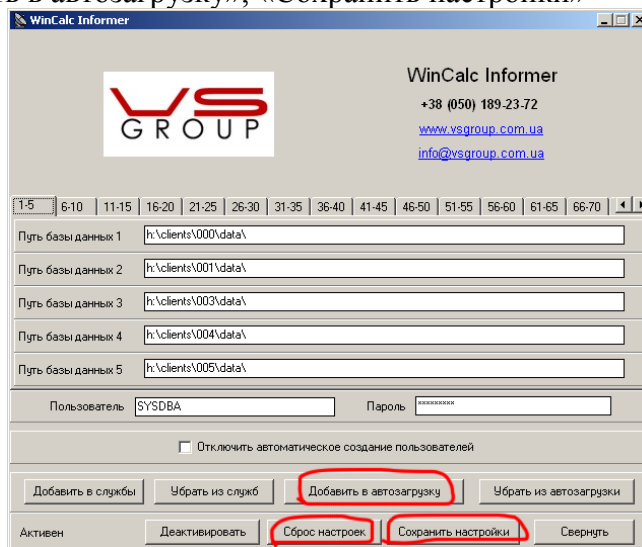 в автозагрузку», «Сохранить настройки»
WinCalc Informer
WinCalc Informer
VS
GROUP
+38 (050) 189-23-72
www.vsgroup.com.ua
info@vsgroup.com.ua
1-5 6-10 11-15 16-20 21-25 26-30 31-35 36-40 41-45 46-50 51-55 56-60 61-65 66-70
Путь базы данных 1 h:\clients\000\data\
Путь базы данных 2 h:\clients\001\data\
Путь базы данных 3 h:\clients\003\data\
Путь базы данных 4 h:\clients\004\data\
Путь базы данных 5 h:\clients\005\data\
Пользователь SYSDBA Пароль ×××××××××
Отключить автоматическое создание пользователей
Добавить в службы Убрать из служб Добавить в автозагрузку Убрать из автозагрузки
Активен Деактивировать Сброс настроек Сохранить настройки Свернуть